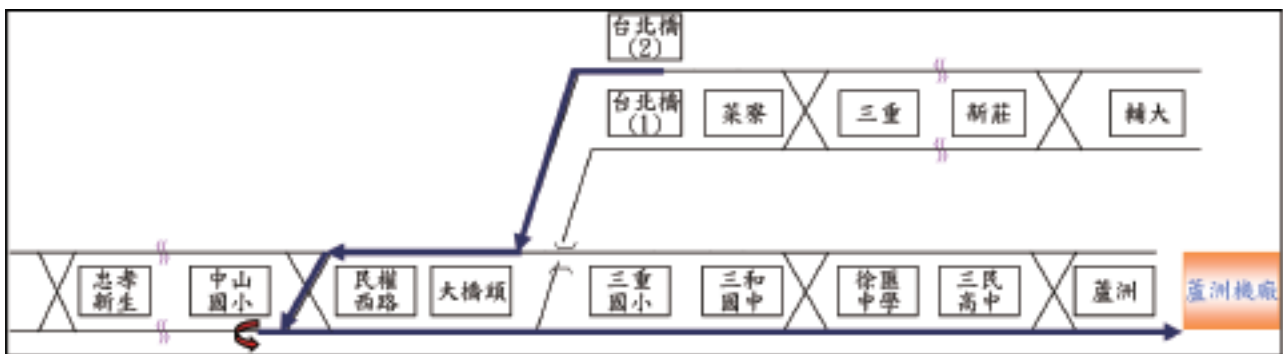 台北橋
(2)
台北橋
(1)
菜寮
三重
新莊
輔大
忠孝
新生
中山
國小
民權
西路
大橋頭
三重
國小
三和
國中
徐匯
中學
三民
高中
蘆洲
蘆洲機廠